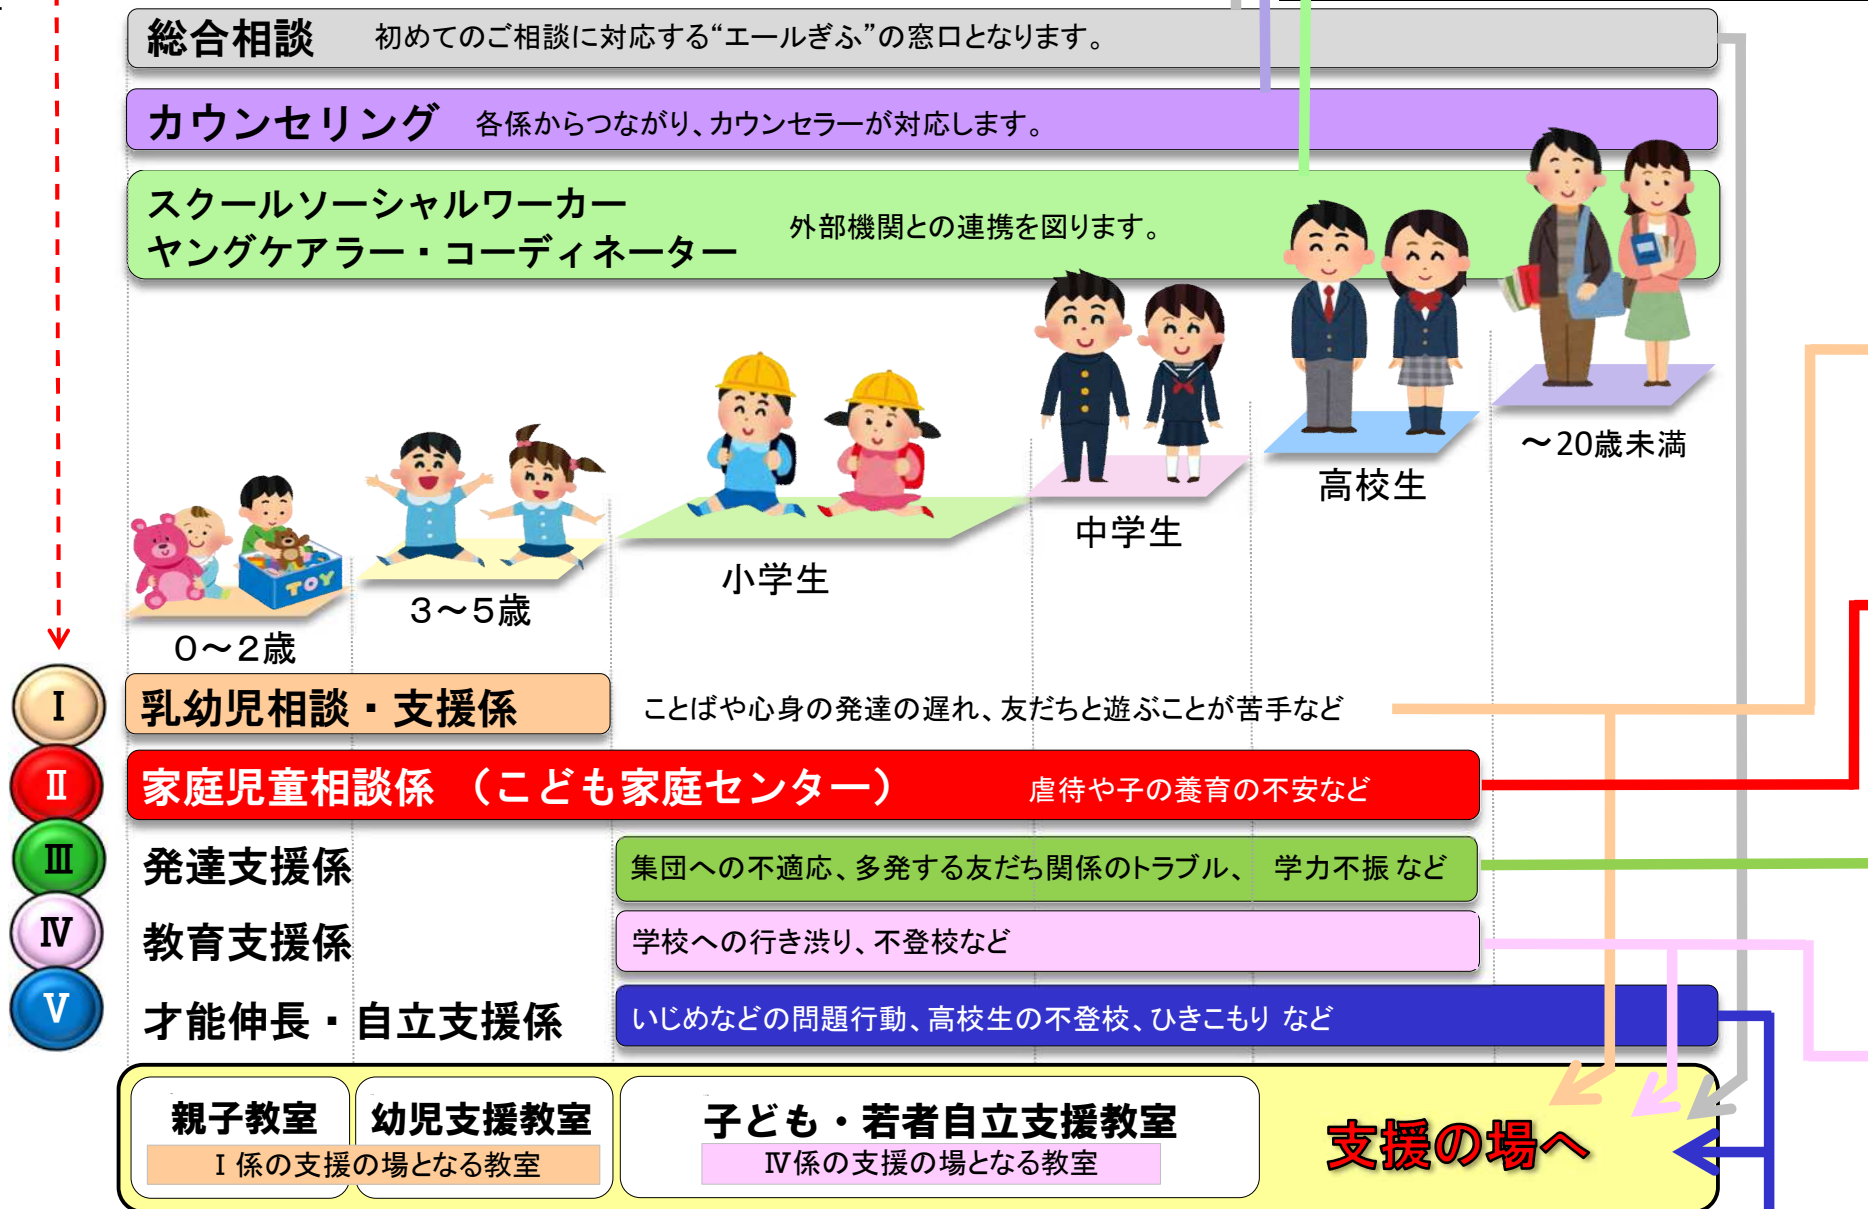 総合相談 初めてのご相談に対応する“エールぎふ”の窓口となります。
カウンセリング 各係からつながり、カウンセラーが対応します。
スクールソーシャルワーカー
ヤングケアラー・コーディネーター
外部機関との連携を図ります。
～20歳未満
高校生
中学生
小学生
3～5歳
0～2歳
TOY
Ⅰ 乳幼児相談・支援係 ことばや心身の発達の遅れ、友だちと遊ぶことが苦手など
Ⅱ 家庭児童相談係 （こども家庭センター） 虐待や子の養育の不安など
Ⅲ 発達支援係 集団への不適応、多発する友だち関係のトラブル、 学力不振 など
Ⅳ 教育支援係 学校への行き渋り、不登校など
Ⅴ 才能伸長・自立支援係 いじめなどの問題行動、高校生の不登校、ひきこもり など
親子教室 幼児支援教室 子ども・若者自立支援教室
Ⅰ係の支援の場となる教室 Ⅳ係の支援の場となる教室
支援の場へ